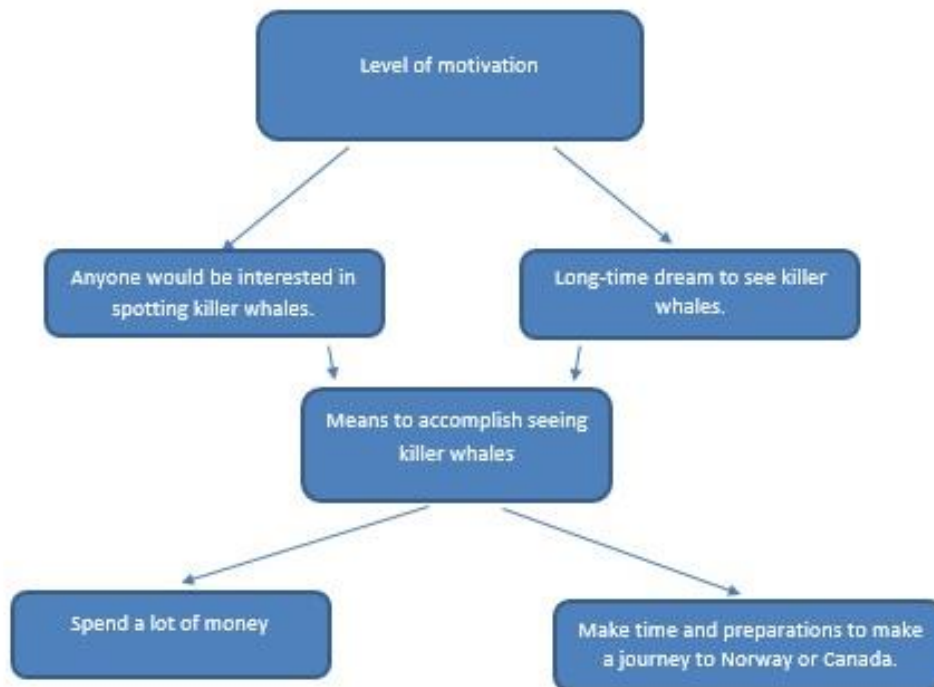 Level of motivation
Anyone would be interested in
spotting killer whales.
Long-time dream to see killer
whales.
Means to accomplish seeing
killer whales
Spend a lot of money
Make time and preparations to make
a journey to Norway or Canada.